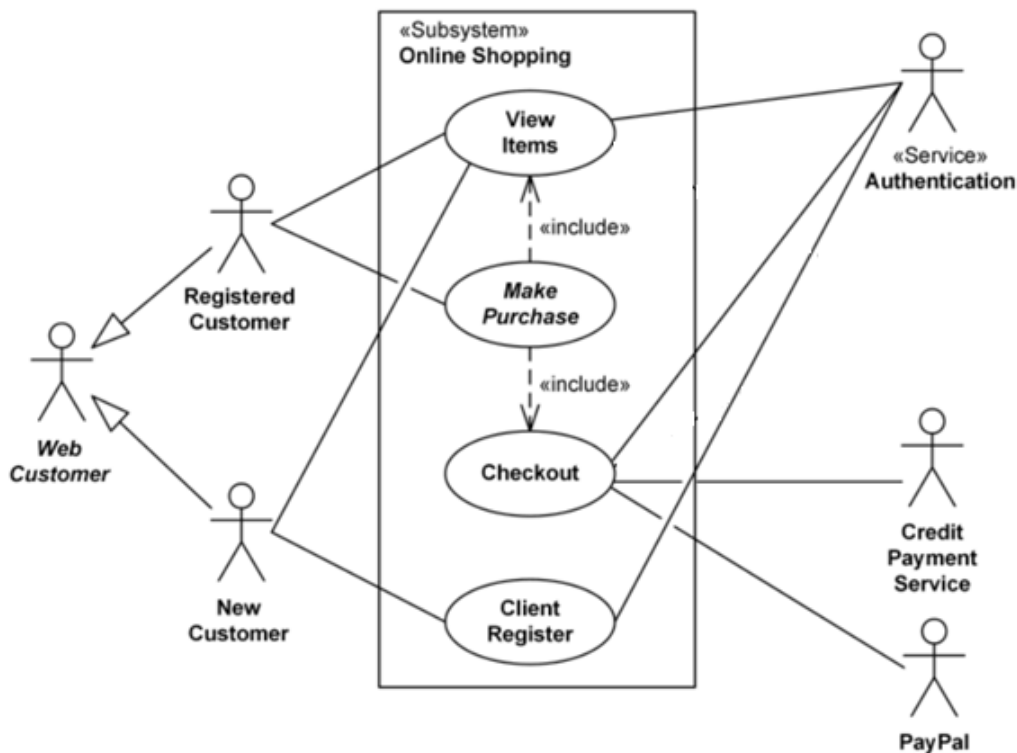 «Subsystem»
Online Shopping
View
Items
«Service»
Authentication
«include»
Registered
Customer
Make
Purchase
«include»
Web
Customer
Checkout
Credit
Payment
Service
New
Customer
Client
Register
PayPal